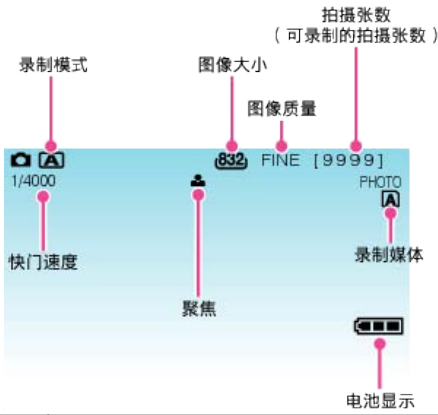 拍摄张数
（可录制的拍摄张数）
录制模式
图像大小
图像质量
A
832
FINE
[9999]
1/4000
PHOTO
A
快门速度
录制媒体
聚焦
电池显示